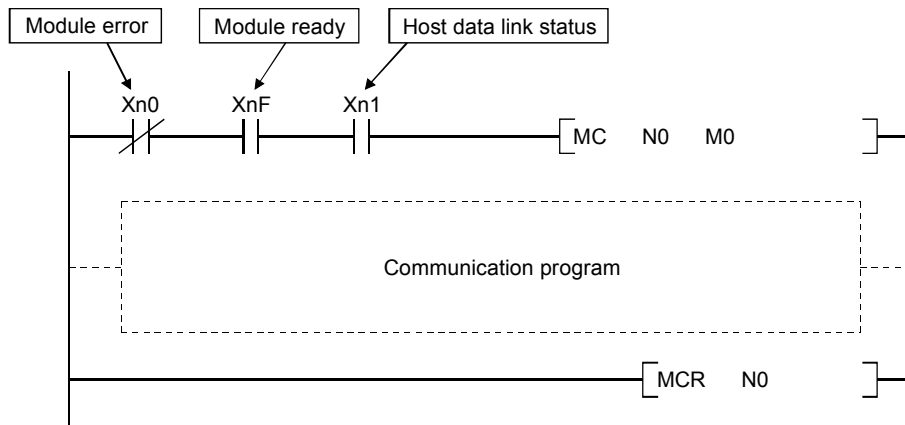 Module error Module ready Host data link status
Xn0 XnF Xn1
MC N0 M0
Communication program
MCR N0